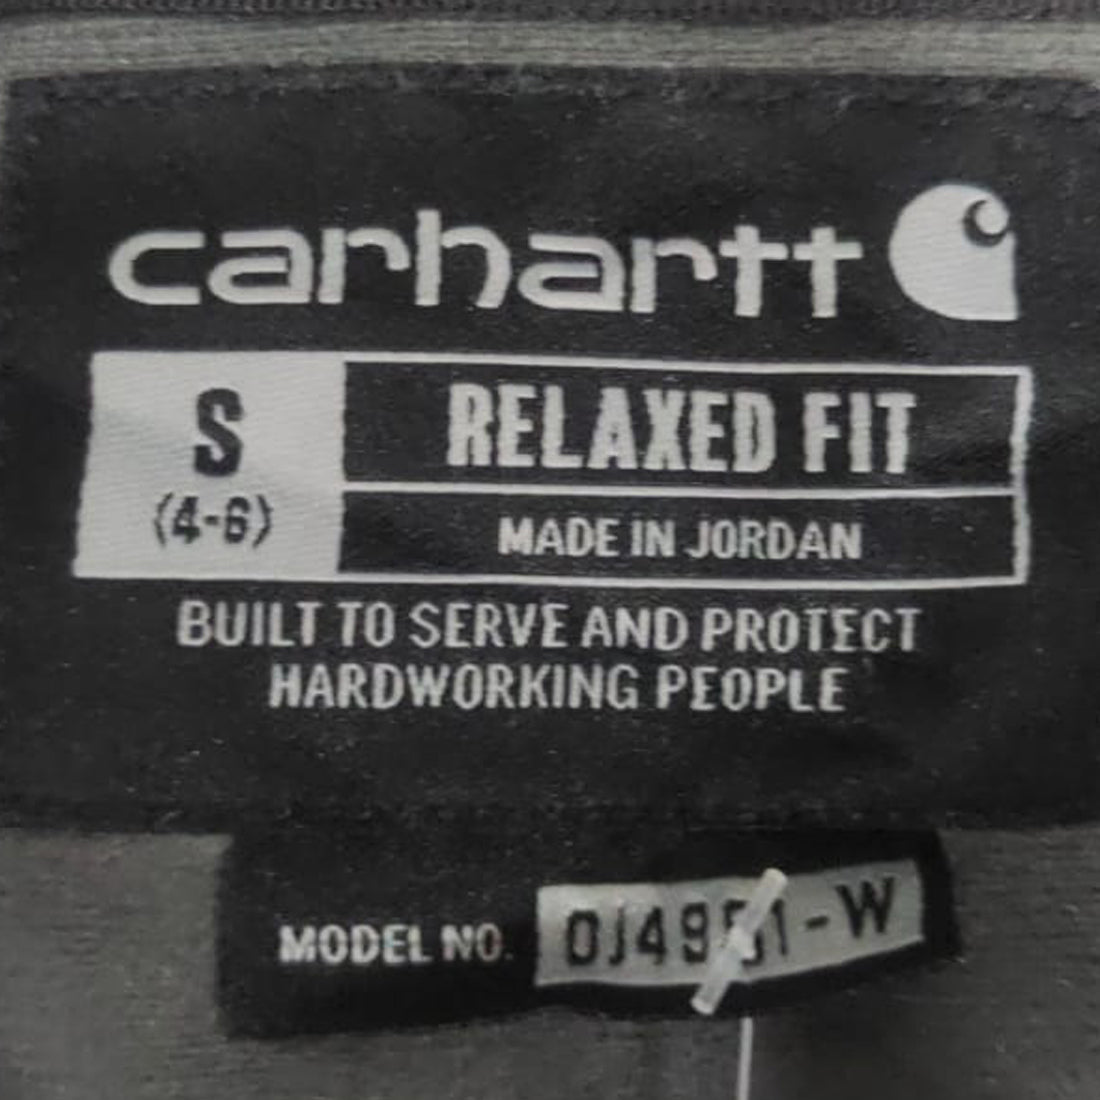 carhartt
S
(4-6)
RELAXED FIT
MADE IN JORDAN
BUILT TO SERVE AND PROTECT
HARDWORKING PEOPLE
MODEL NO.